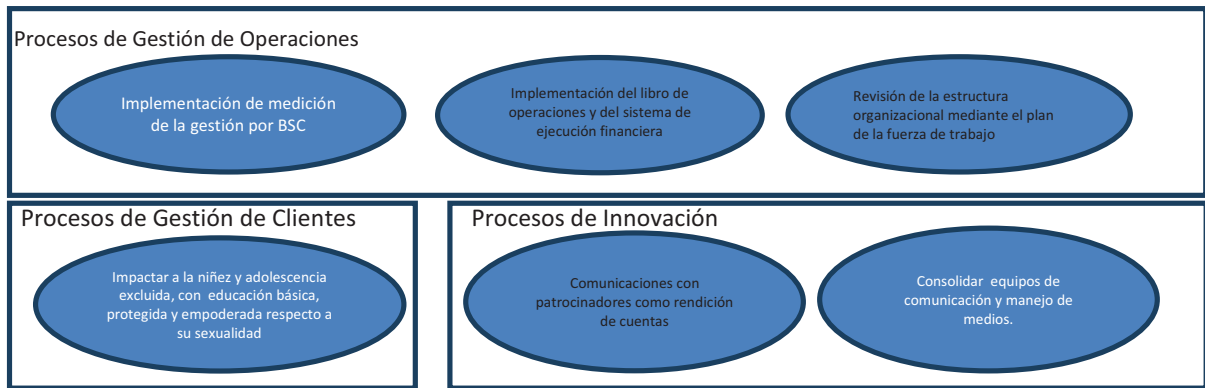 Procesos de Gestión de Operaciones
Implementación de medición
de la gestión por BSC
Implementación del libro de
operaciones y del sistema de
ejecución financiera
Revisión de la estructura
organizacional mediante el plan
de la fuerza de trabajo
Procesos de Gestión de Clientes
Impactar a la niñez y adolescencia
excluida, con educación básica,
protegida y empoderada respecto a
su sexualidad
Procesos de Innovación
Comunicaciones con
patrocinadores como rendición
de cuentas
Consolidar equipos de
comunicación y manejo de
medios.